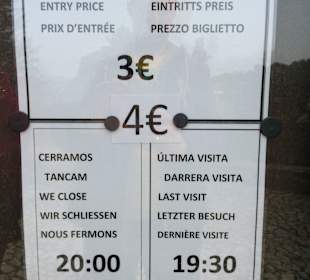 ENTRY PRICE
EINTRITTS PREIS
PRIX D'ENTRÉE
PREZZO BIGLIETTO
3€
4€
CERRAMOS
TANCAM
WE CLOSE
WIR SCHLIESSEN
NOUS FERMONS
20:00
ÚLTIMA VISITA
DARRERA VISITA
LAST VISIT
LETZTER BESUCH
DERNIÈRE VISITE
19:30